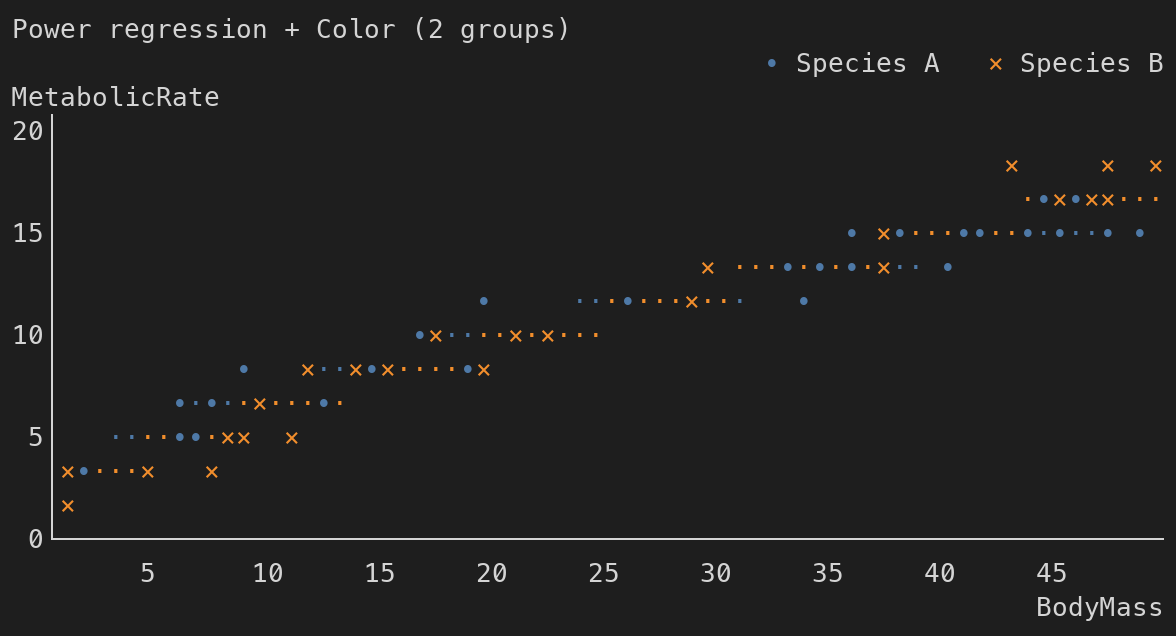 Power regression + Color (2 groups)
Species A
Species B
MetabolicRate
20
15
10
5
0
5 10 15 20 25 30 35 40 45
BodyMass